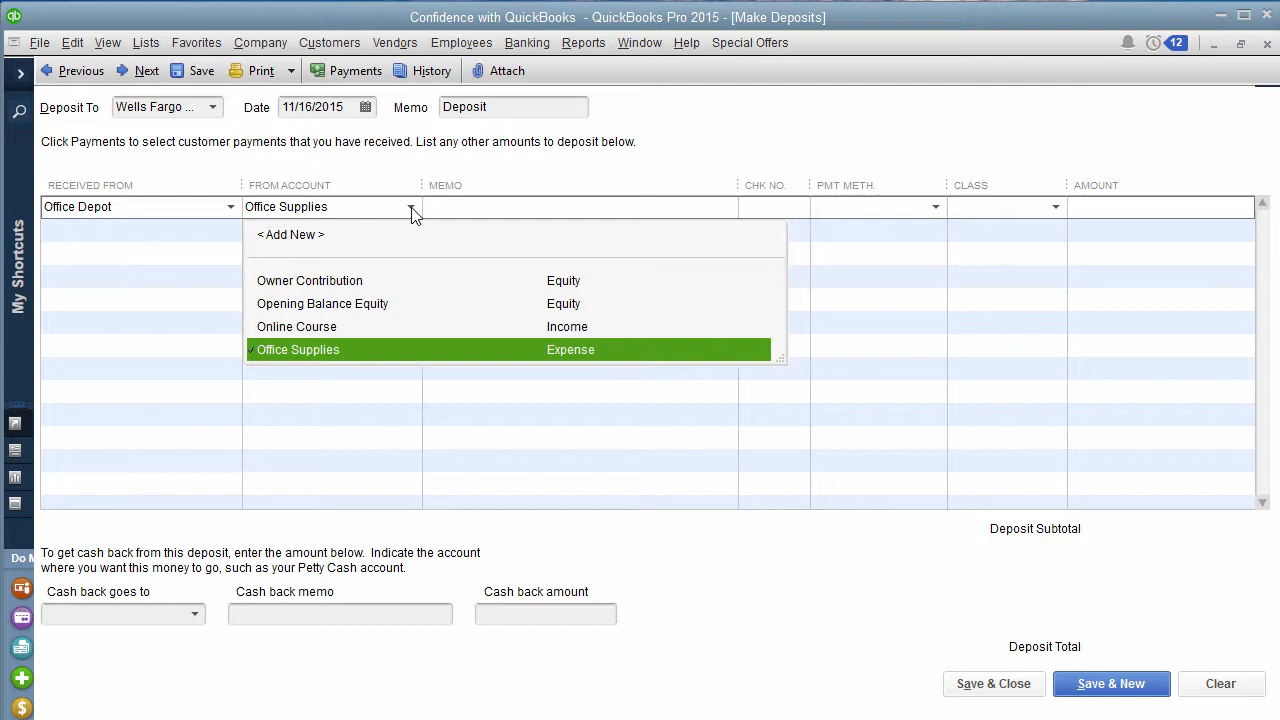 qb Confidence with QuickBooks - QuickBooks Pro 2015 - [Make Deposits]
File Edit View Lists Favorites Company Customers Vendors Employees Banking Reports Window Help Special Offers 12
Previous Next Save Print Payments History Attach
Deposit To Wells Fargo ... Date 11/16/2015 Memo Deposit
Click Payments to select customer payments that you have received. List any other amounts to deposit below.
RECEIVED FROM FROM ACCOUNT MEMO CHK NO. PMT METH. CLASS AMOUNT
Office Depot Office Supplies
< Add New >
Owner Contribution Equity
Opening Balance Equity Equity
Online Course Income
Office Supplies Expense
My Shortcuts
Deposit Subtotal
To get cash back from this deposit, enter the amount below. Indicate the account
where you want this money to go, such as your Petty Cash account.
Do M
Cash back goes to Cash back memo Cash back amount
Deposit Total
Save & Close Save & New Clear